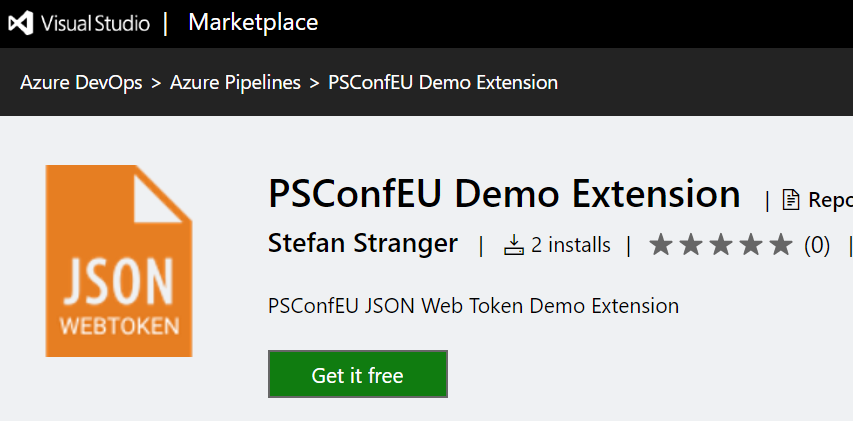 Visual Studio | Marketplace
Azure DevOps > Azure Pipelines > PSConfEU Demo Extension
JSON
WEBTOKEN
PSConfEU Demo Extension | Repo
Stefan Stranger | 2 installs | (0) |
PSConfEU JSON Web Token Demo Extension
Get it free